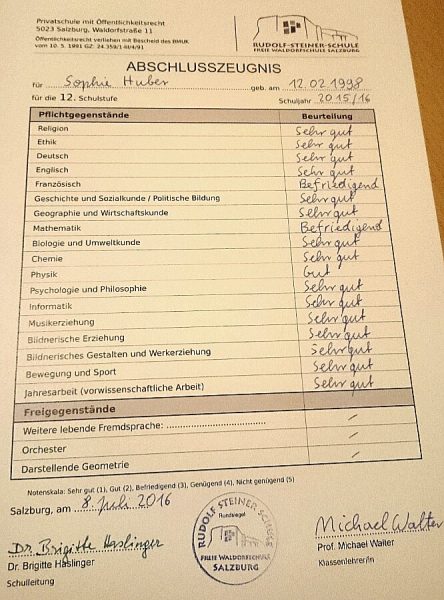 Privatschule mit Öffentlichkeitsrecht
5023 Salzburg, Waldorfstraße 11
Öffentlichkeitsrecht verliehen mit Bescheid des BMUK
vom 10. 5. 1991 GZ: 24.359/1-III/4/91
RUDOLF-STEINER-SCHULE
FREIE WALDORFSCHULE SALZBURG
ABSCHLUSSZEUGNIS
für Sophie Huber geb. am 12.02.1998
für die 12. Schulstufe Schuljahr 2015/16
Pflichtgegenstände Beurteilung
Religion Sehr gut
Ethik Sehr gut
Deutsch Sehr gut
Englisch Sehr gut
Französisch Befriedigend
Geschichte und Sozialkunde / Politische Bildung Sehr gut
Geographie und Wirtschaftskunde Sehr gut
Mathematik Befriedigend
Biologie und Umweltkunde Sehr gut
Chemie Sehr gut
Physik Gut
Psychologie und Philosophie Sehr gut
Informatik Sehr gut
Musikerziehung Sehr gut
Bildnerische Erziehung Sehr gut
Bildnerisches Gestalten und Werkerziehung Sehr gut
Bewegung und Sport Sehr gut
Jahresarbeit (vorwissenschaftliche Arbeit) Sehr gut
Freigegenstände
Weitere lebende Fremdsprache: .............................. /
Orchester /
Darstellende Geometrie /
Notenskala: Sehr gut (1), Gut (2), Befriedigend (3), Genügend (4), Nicht genügend (5)
Salzburg, am 8. Juli 2016
Dr. Brigitte Haslinger
Dr. Brigitte Haslinger
Schulleitung
RUDOLF STEINER SCHULE
Rundsiegel
FREIE WALDORFSCHULE
SALZBURG
Michael Walter
Prof. Michael Walter
Klassenlehrer/in